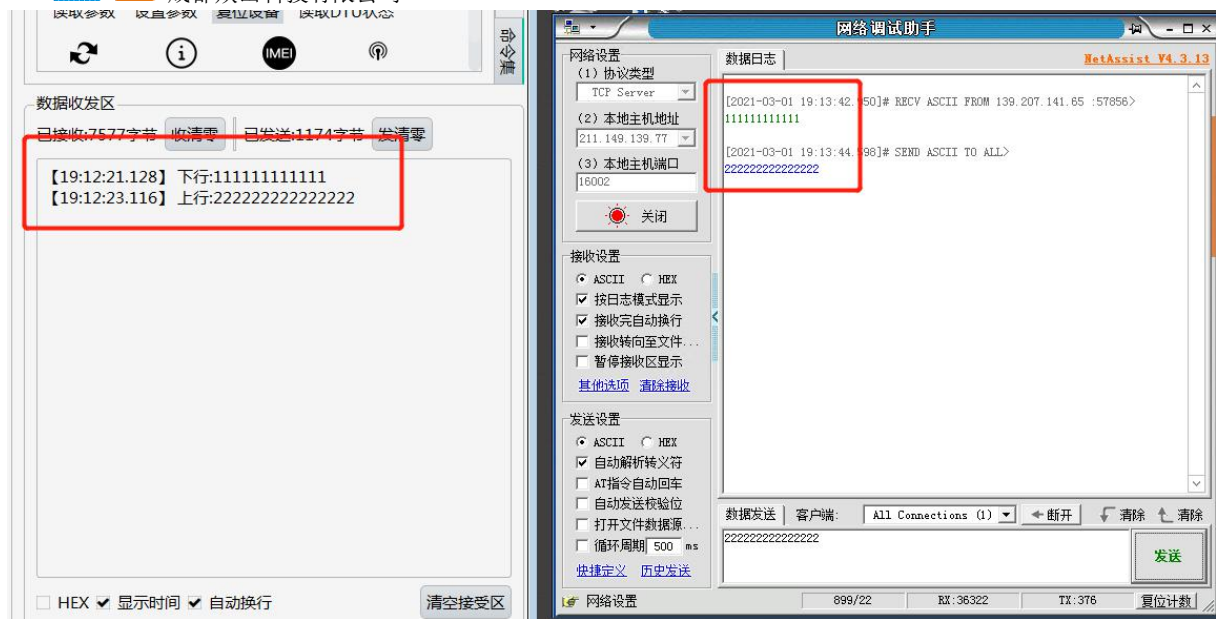 读取参数 设置参数 复位设备 读取DTU状态
IMEI
命令集
数据收发区
已接收:7577字节 收清零 已发送:1174字节 发清零
【19:12:21.128】 下行:111111111111
【19:12:23.116】 上行:222222222222222
HEX 显示时间 自动换行 清空接受区
网络调试助手
网络设置
(1) 协议类型
TCP Server
(2) 本地主机地址
211.149.139.77
(3) 本地主机端口
16002
关闭
接收设置
ASCII HEX
按日志模式显示
接收完自动换行
接收转向至文件...
暂停接收区显示
其他选项 清除接收
发送设置
ASCII HEX
自动解析转义符
AT指令自动回车
自动发送校验位
打开文件数据源...
循环周期 500 ms
快捷定义 历史发送
数据日志 NetAssist V4.3.13
[2021-03-01 19:13:42.950]# RECV ASCII FROM 139.207.141.65 :57856>
111111111111
[2021-03-01 19:13:44.998]# SEND ASCII TO ALL>
222222222222222
数据发送 客户端: All Connections (1) 断开 清除 清除
222222222222222
发送
网络设置 899/22 RX:36322 TX:376 复位计数